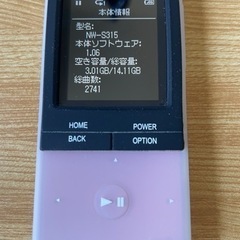 本体情報
型名:
NW-S315
本体ソフトウェア:
1.06
空き容量/総容量:
3.01GB/14.11GB
総曲数:
2741
HOME
POWER
BACK
OPTION